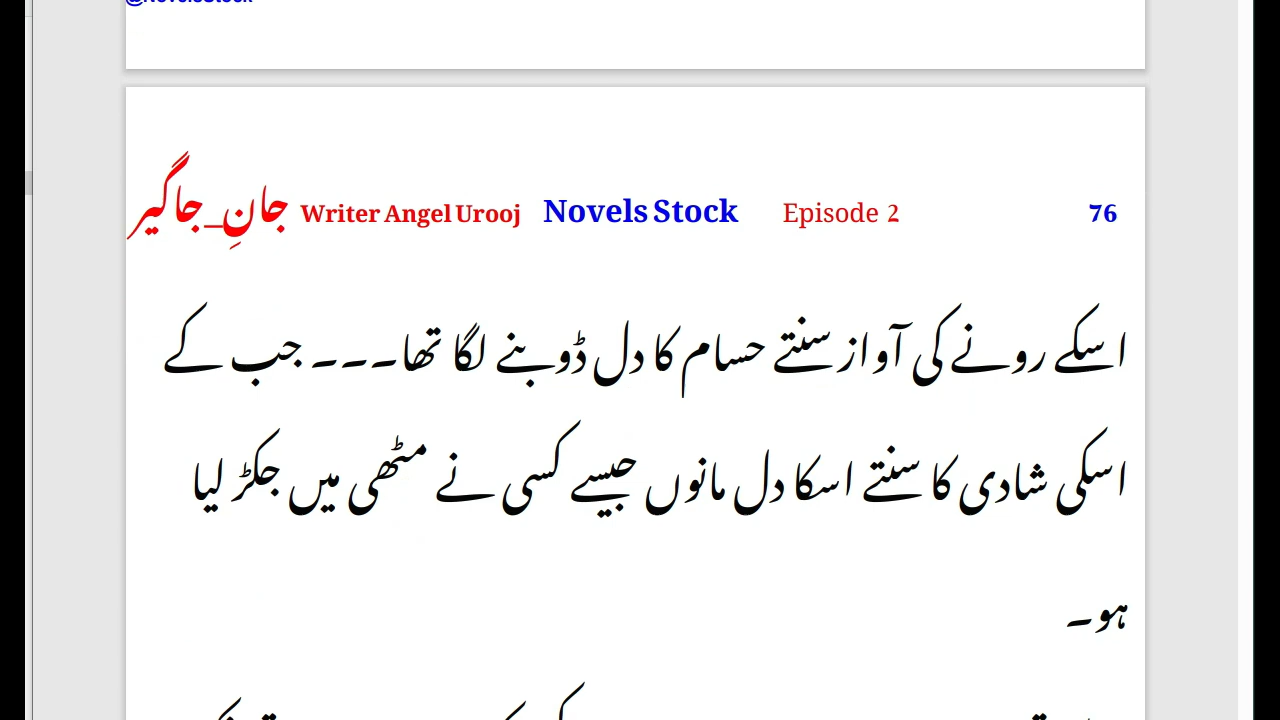 @NovelsStock
جانِ_جاگیر Writer Angel Urooj Novels Stock Episode 2 76
اسکے رونے کی آواز سنتے حسام کا دل ڈوبنے لگا تھا۔۔۔ جب کے
اسکی شادی کا سنتے اسکا دل مانوں جیسے کسی نے مٹھی میں جکڑ لیا
ہو۔